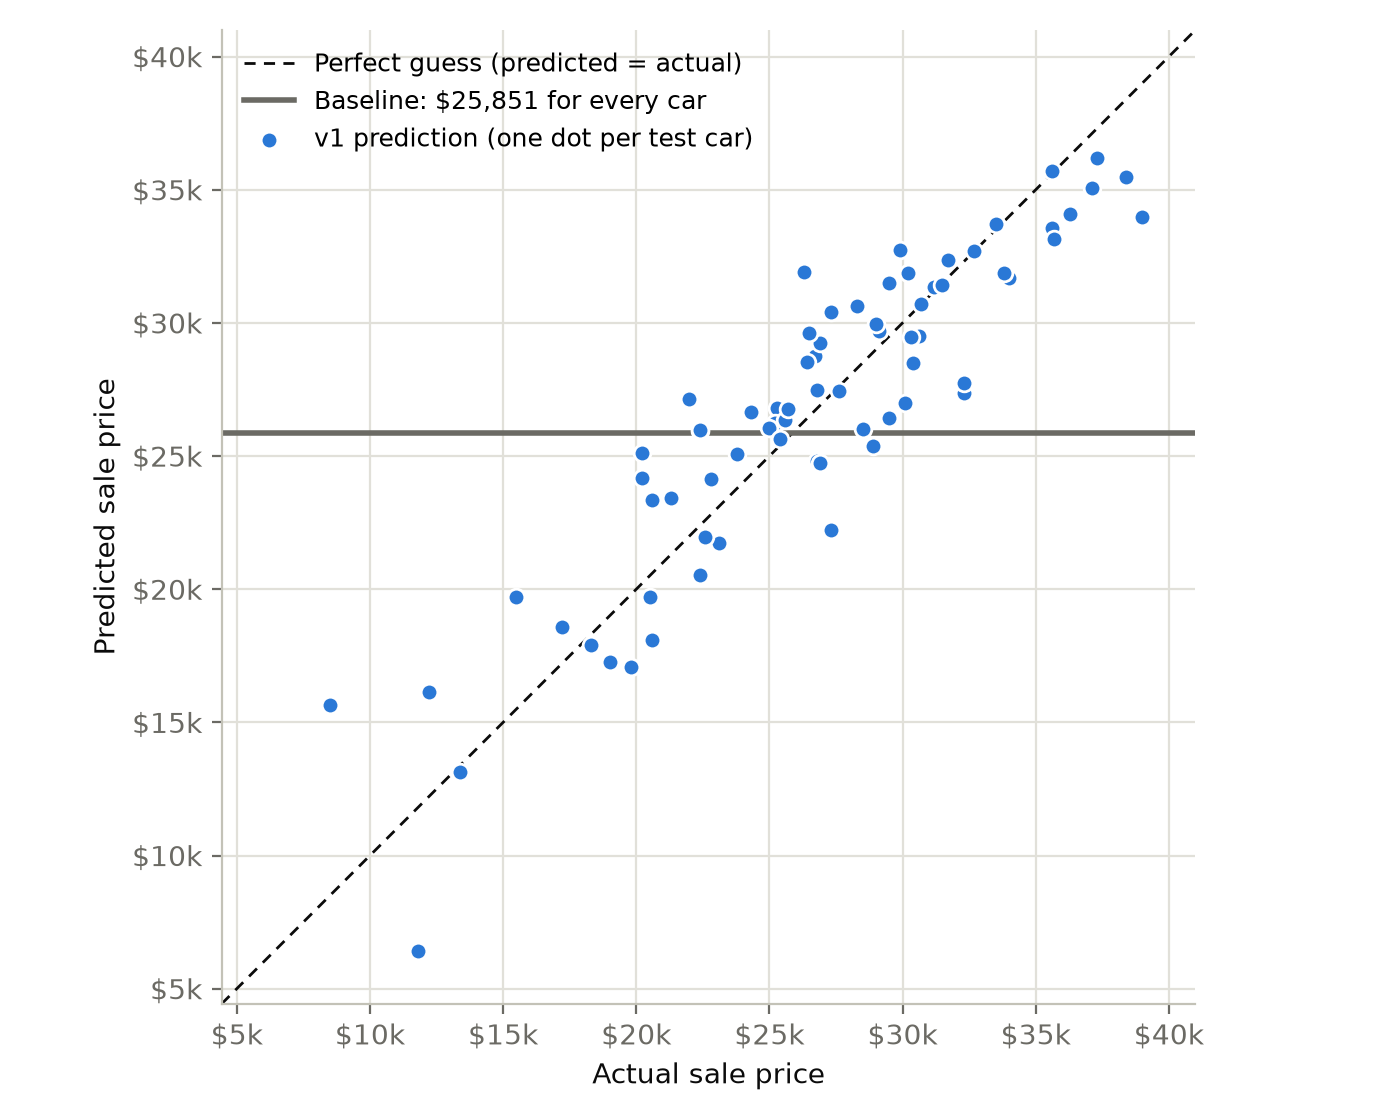 Perfect guess (predicted = actual)
Baseline: $25,851 for every car
v1 prediction (one dot per test car)
$40k
$35k
$30k
$25k
$20k
$15k
$10k
$5k
Predicted sale price
$5k $10k $15k $20k $25k $30k $35k $40k
Actual sale price